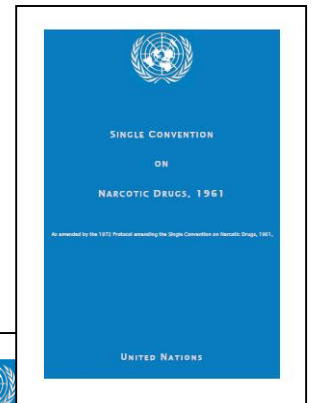 SINGLE CONVENTION
ON
NARCOTIC DRUGS, 1961
As amended by the 1972 Protocol amending the Single Convention on Narcotic Drugs, 1961.
UNITED NATIONS